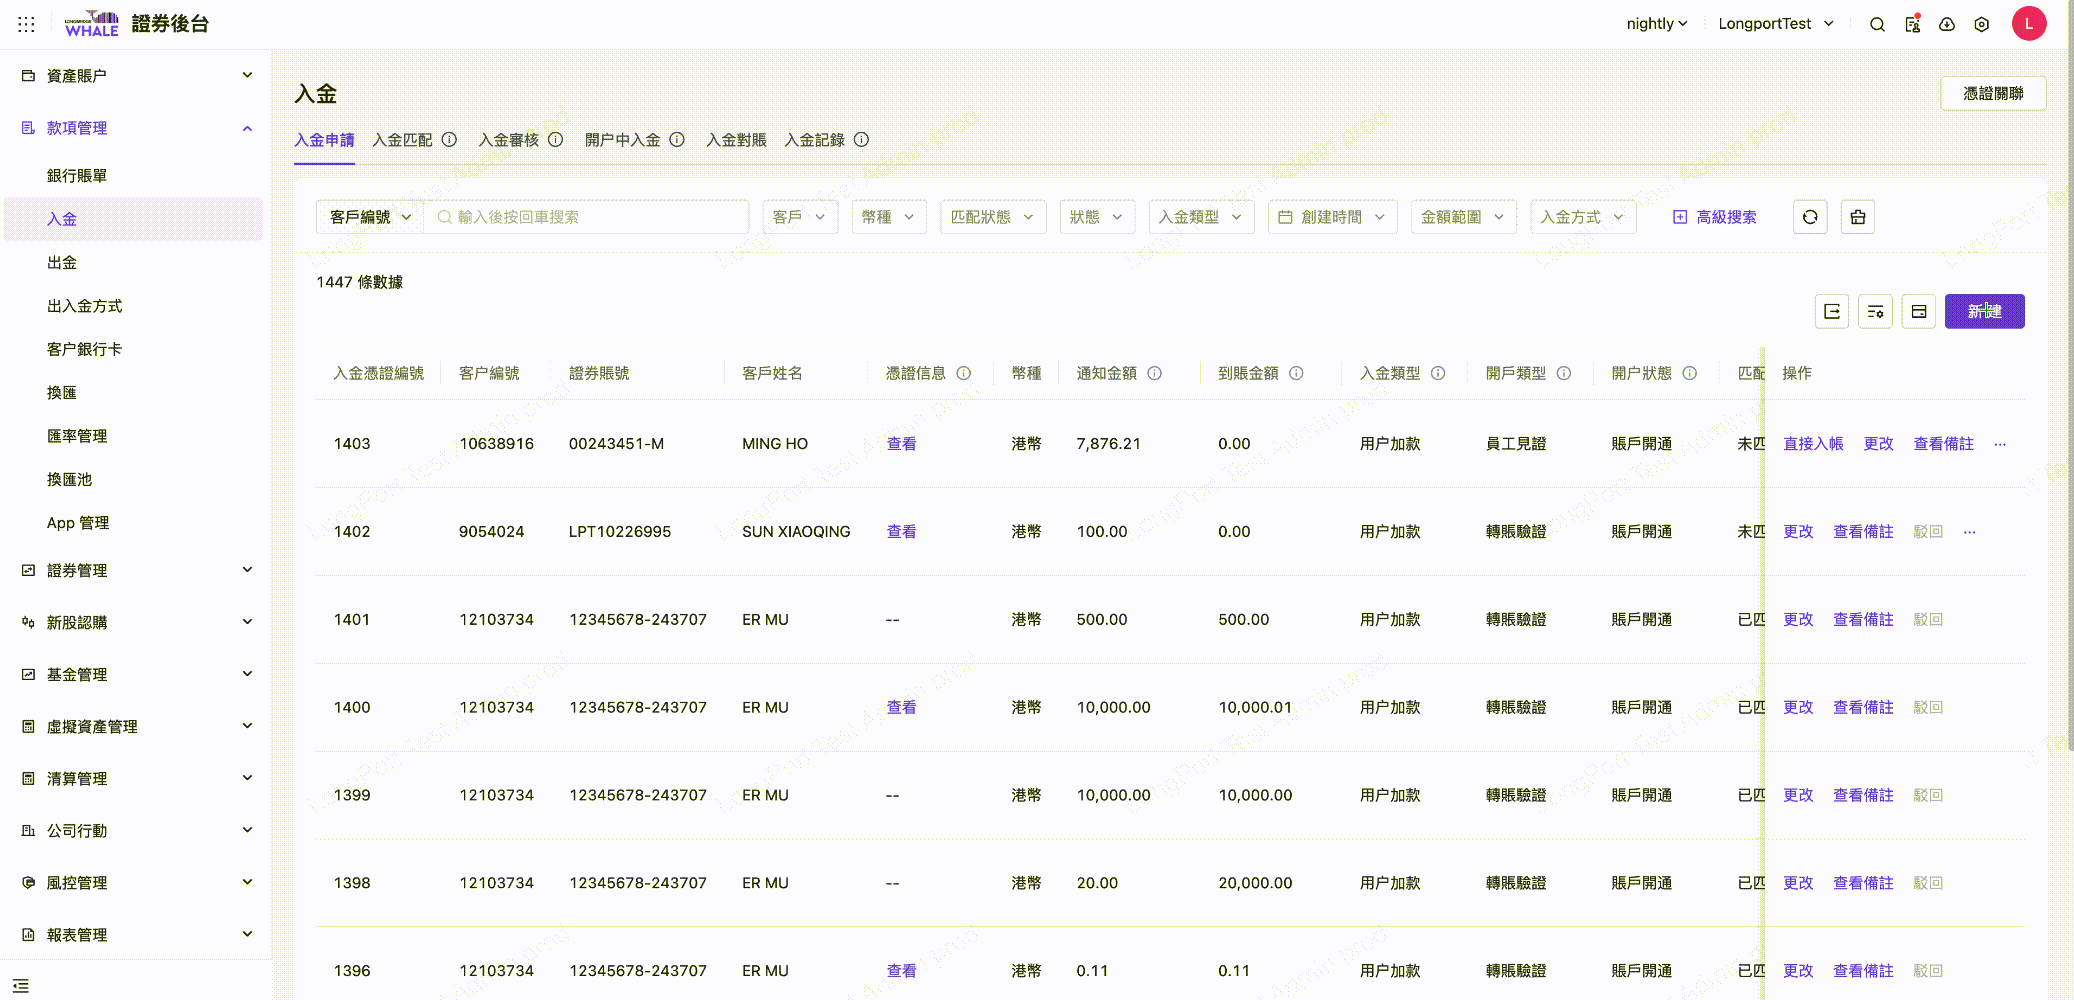 LONGBRIDGE
WHALE 證券後台
nightly LongportTest L
資產賬户
款項管理
銀行賬單
入金
出金
出入金方式
客户銀行卡
換匯
匯率管理
換匯池
App 管理
證券管理
新股認購
基金管理
虛擬資產管理
清算管理
公司行動
風控管理
報表管理
入金
憑證關聯
入金申請 入金匹配 入金審核 開户中入金 入金對賬 入金記錄
客戶編號 輸入後按回車搜索 客戶 幣種 匹配狀態 狀態 入金類型 創建時間 金額範圍 入金方式 高級搜索
1447 條數據
新建
入金憑證編號 客户編號 證券賬號 客戶姓名 憑證信息 幣種 通知金額 到賬金額 入金類型 開戶類型 開户狀態 匹配 操作
1403 10638916 00243451-M MING HO 查看 港幣 7,876.21 0.00 用户加款 員工見證 賬戶開通 未匹 直接入帳 更改 查看備註 ...
1402 9054024 LPT10226995 SUN XIAOQING 查看 港幣 100.00 0.00 用户加款 轉賬驗證 賬戶開通 未匹 更改 查看備註 駁回 ...
1401 12103734 12345678-243707 ER MU -- 港幣 500.00 500.00 用户加款 轉賬驗證 賬戶開通 已匹 更改 查看備註 駁回
1400 12103734 12345678-243707 ER MU 查看 港幣 10,000.00 10,000.01 用户加款 轉賬驗證 賬戶開通 已匹 更改 查看備註 駁回
1399 12103734 12345678-243707 ER MU -- 港幣 10,000.00 10,000.00 用户加款 轉賬驗證 賬戶開通 已匹 更改 查看備註 駁回
1398 12103734 12345678-243707 ER MU -- 港幣 20.00 20,000.00 用户加款 轉賬驗證 賬戶開通 已匹 更改 查看備註 駁回
1396 12103734 12345678-243707 ER MU 查看 港幣 0.11 0.11 用户加款 轉賬驗證 賬戶開通 已匹 更改 查看備註 駁回
LongPort Test Admin prod